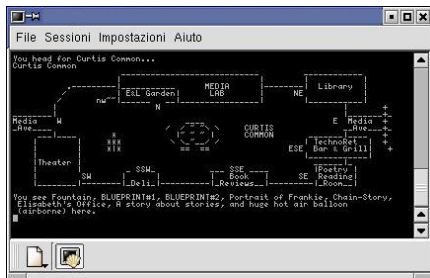 File Sessioni Impostazioni Aiuto
You head for Curtis Common...
Curtis Common
MEDIA Library
E&L Garden LAB NE
nw
N
Media W E Media
_Ave CURTIS _Ave
COMMON
TechnoRet
ESE Bar & Grill
Theater
SSW SSE Poetry
SW Book SE Reading
Deli Reviews Room
You see Fountain, BLUEPRINT#1, BLUEPRINT#2, Portrait of Frankie, Chain-Story,
Elisabeth's Office, A story about stories, and huge hot air balloon
(airborne) here.